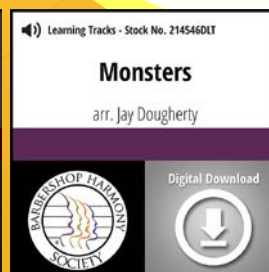 Learning Tracks - Stock No. 214546DLT
Monsters
arr. Jay Dougherty
BARBERSHOP HARMONY
SOCIETY
Digital Download